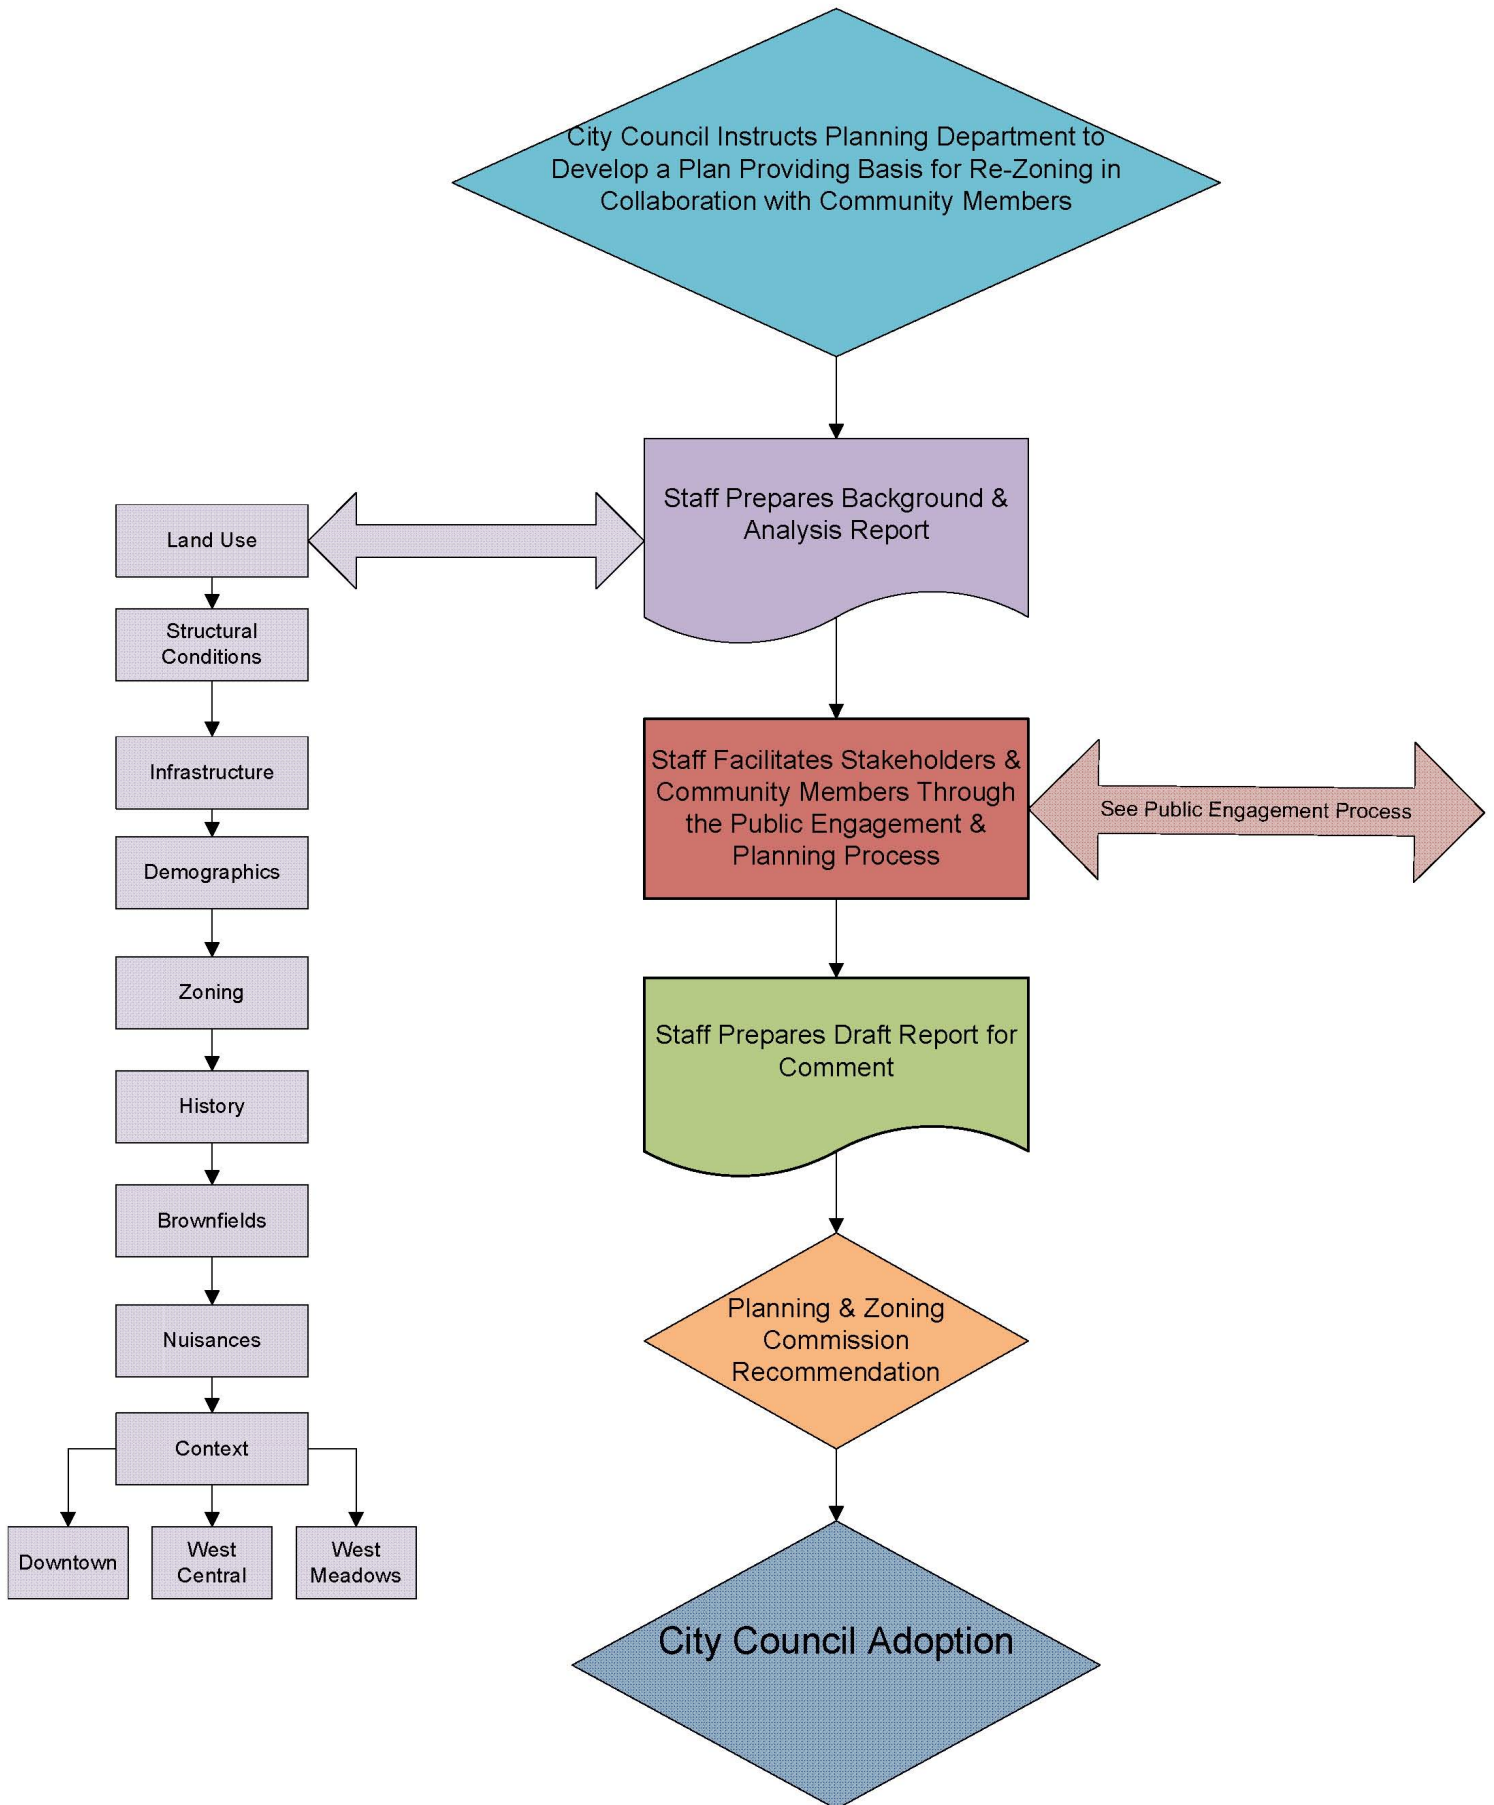 City Council Instructs Planning Department to
Develop a Plan Providing Basis for Re-Zoning in
Collaboration with Community Members
Staff Prepares Background &
Analysis Report
Land Use
Structural
Conditions
Infrastructure
Demographics
Zoning
History
Brownfields
Nuisances
Context
Downtown
West
Central
West
Meadows
Staff Facilitates Stakeholders &
Community Members Through
the Public Engagement &
Planning Process
See Public Engagement Process
Staff Prepares Draft Report for
Comment
Planning & Zoning
Commission
Recommendation
City Council Adoption